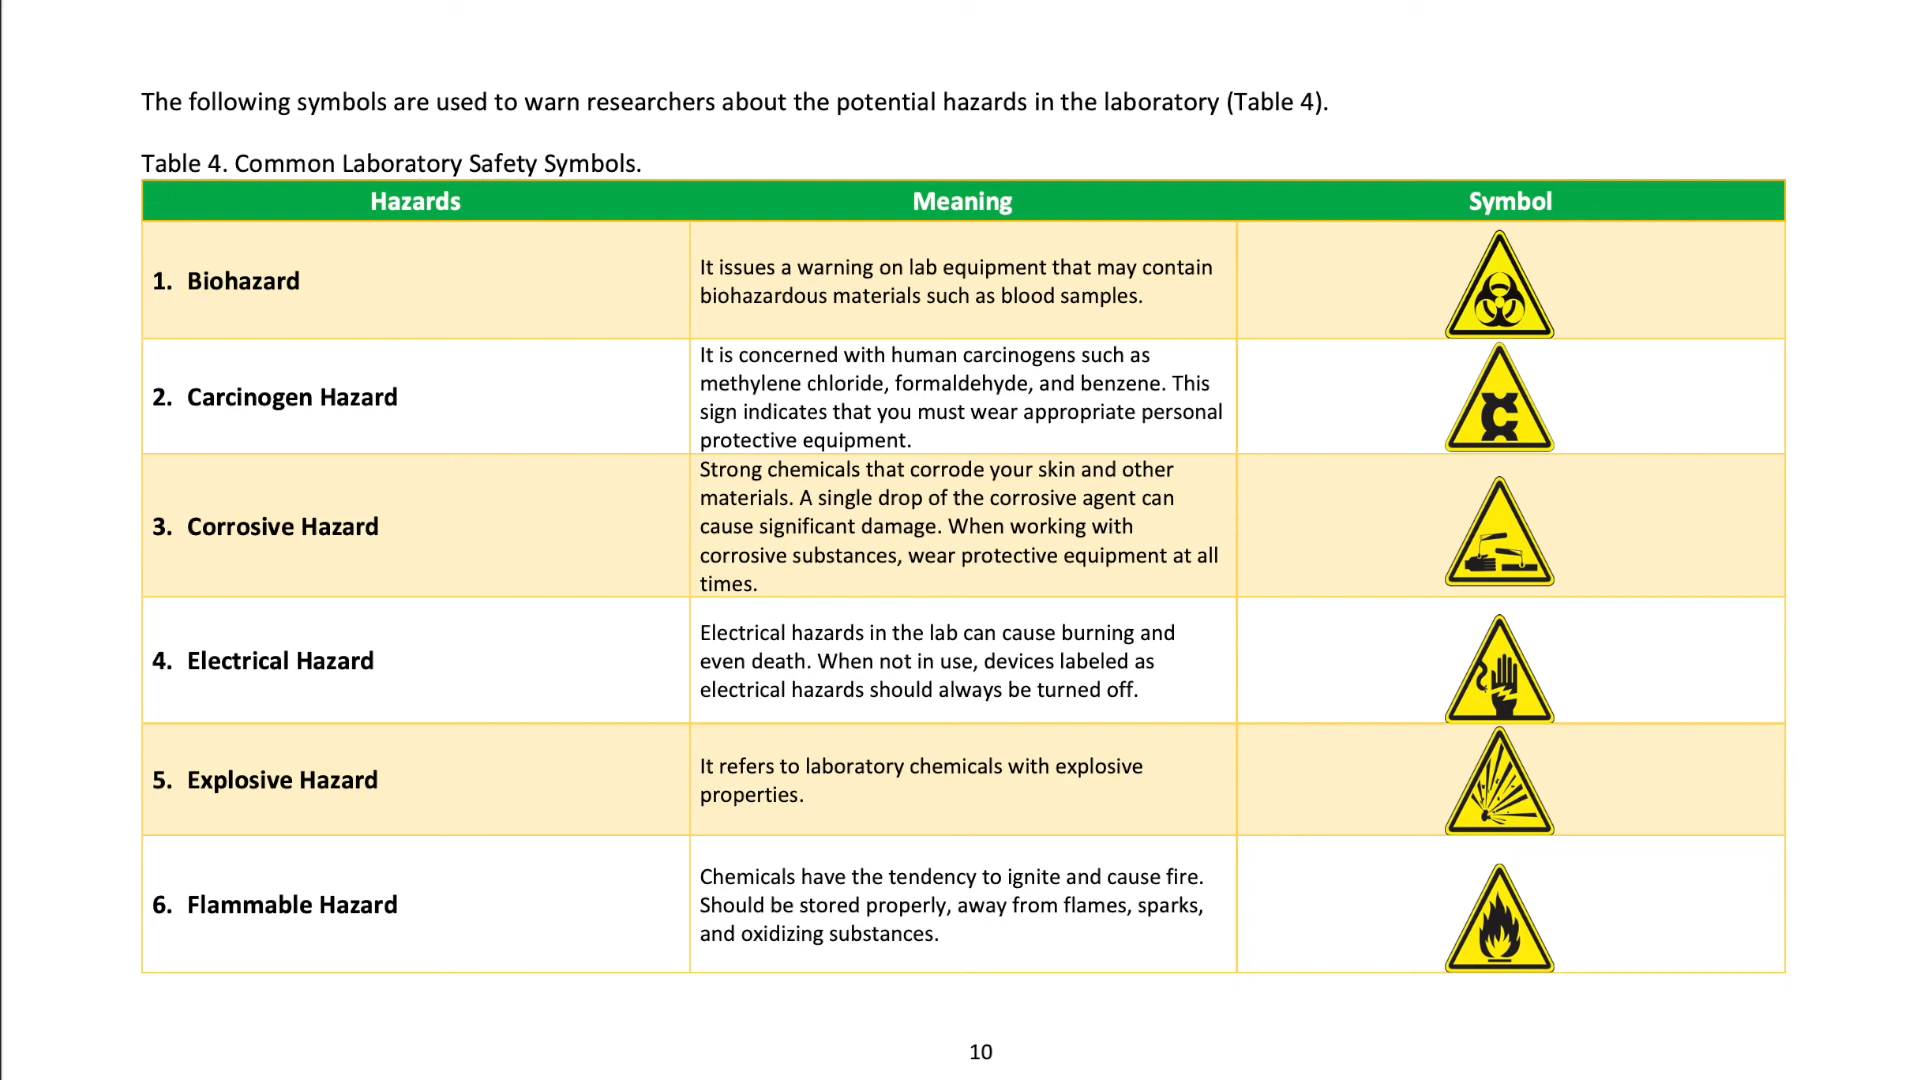 The following symbols are used to warn researchers about the potential hazards in the laboratory (Table 4).
Table 4. Common Laboratory Safety Symbols.
Hazards Meaning Symbol
1. Biohazard
It issues a warning on lab equipment that may contain
biohazardous materials such as blood samples.
2. Carcinogen Hazard
It is concerned with human carcinogens such as
methylene chloride, formaldehyde, and benzene. This
sign indicates that you must wear appropriate personal
protective equipment.
C
3. Corrosive Hazard
Strong chemicals that corrode your skin and other
materials. A single drop of the corrosive agent can
cause significant damage. When working with
corrosive substances, wear protective equipment at all
times.
4. Electrical Hazard
Electrical hazards in the lab can cause burning and
even death. When not in use, devices labeled as
electrical hazards should always be turned off.
5. Explosive Hazard
It refers to laboratory chemicals with explosive
properties.
6. Flammable Hazard
Chemicals have the tendency to ignite and cause fire.
Should be stored properly, away from flames, sparks,
and oxidizing substances.
10